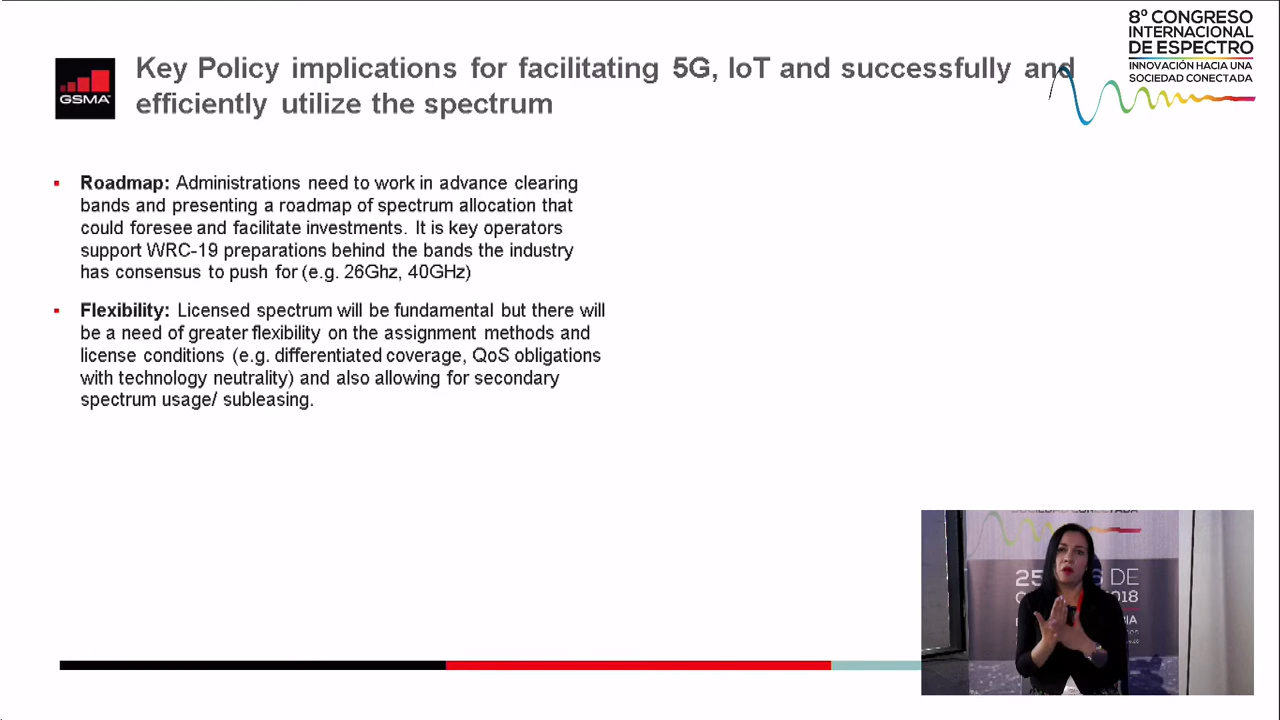 8º CONGRESO
INTERNACIONAL
DE ESPECTRO
INNOVACIÓN HACIA UNA
SOCIEDAD CONECTADA
GSMA
Key Policy implications for facilitating 5G, IoT and successfully and
efficiently utilize the spectrum
▪ Roadmap: Administrations need to work in advance clearing
bands and presenting a roadmap of spectrum allocation that
could foresee and facilitate investments. It is key operators
support WRC-19 preparations behind the bands the industry
has consensus to push for (e.g. 26Ghz, 40GHz)
▪ Flexibility: Licensed spectrum will be fundamental but there will
be a need of greater flexibility on the assignment methods and
license conditions (e.g. differentiated coverage, QoS obligations
with technology neutrality) and also allowing for secondary
spectrum usage/ subleasing.
SOCIEDAD CONECTADA
25 DE
018